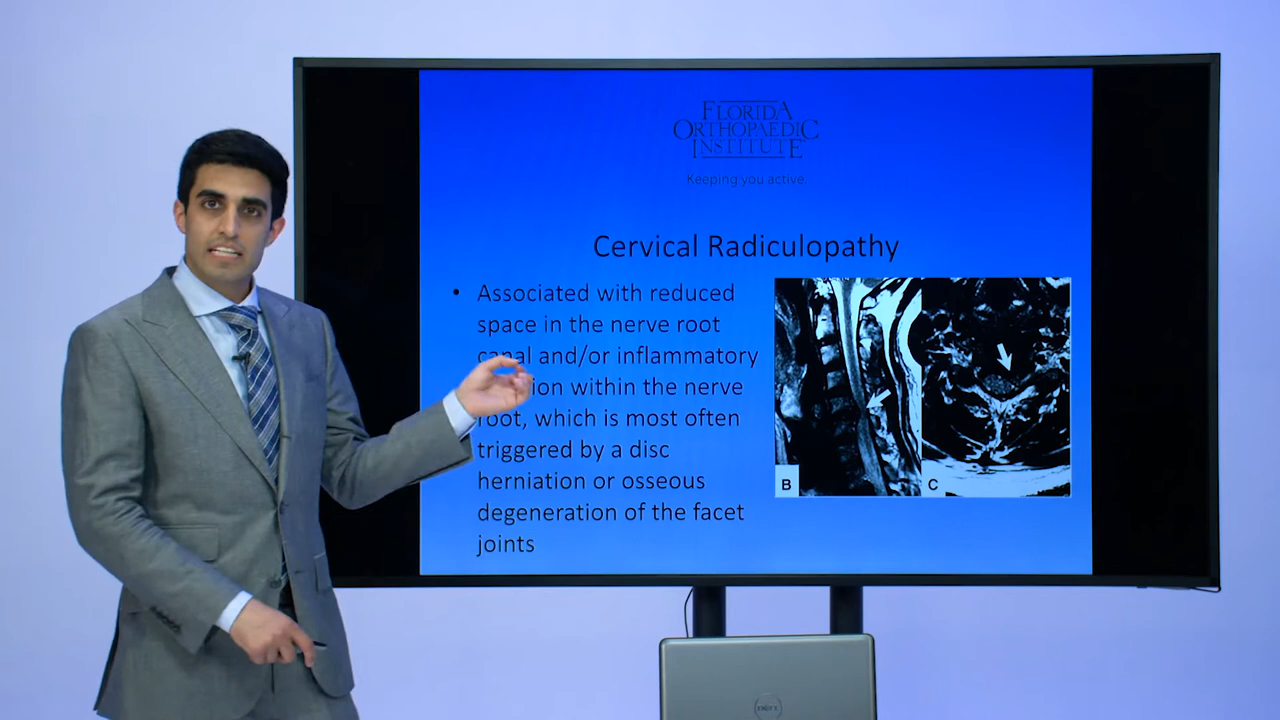 FLORIDA
ORTHOPAEDIC
INSTITUTE
Keeping you active.
Cervical Radiculopathy
• Associated with reduced
space in the nerve root
canal and/or inflammatory
within the nerve
root, which is most often
triggered by a disc
herniation or osseous
degeneration of the facet
joints
B
C
DELL